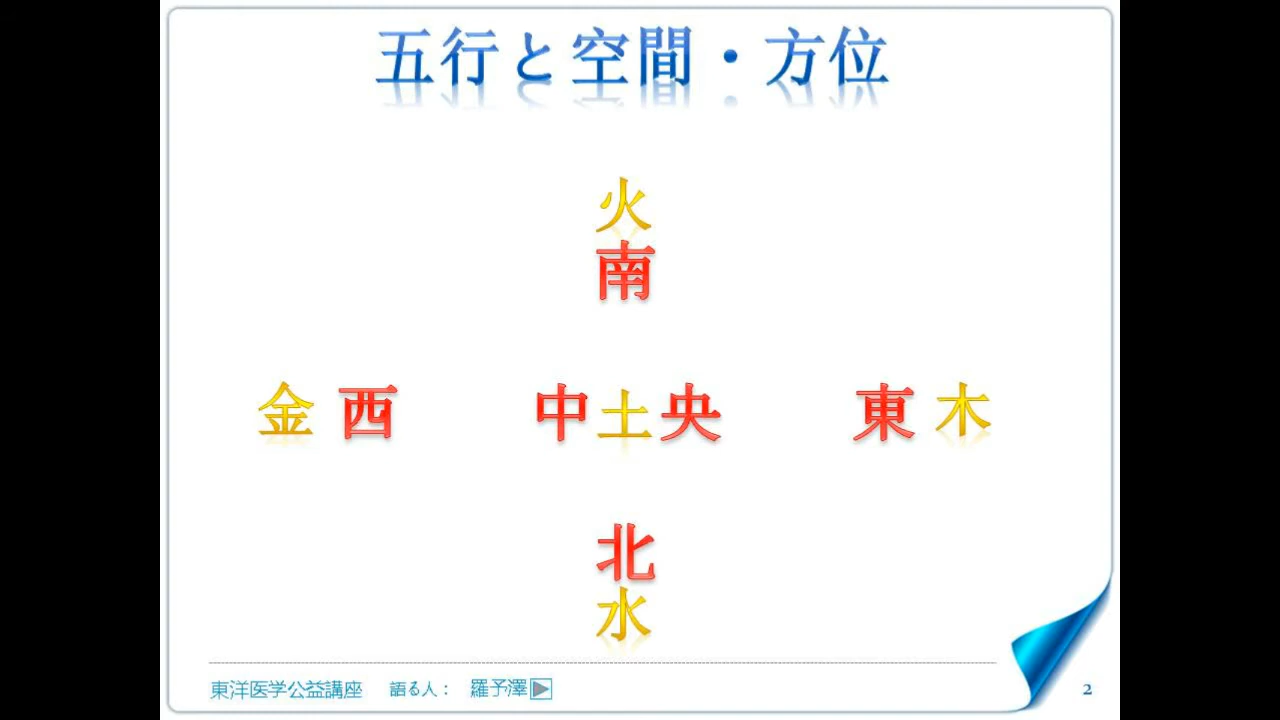 五行と空間・方位
火
南
金 西 中土央 東 木
北
水
東洋医学公益講座 語る人： 羅予澤
2